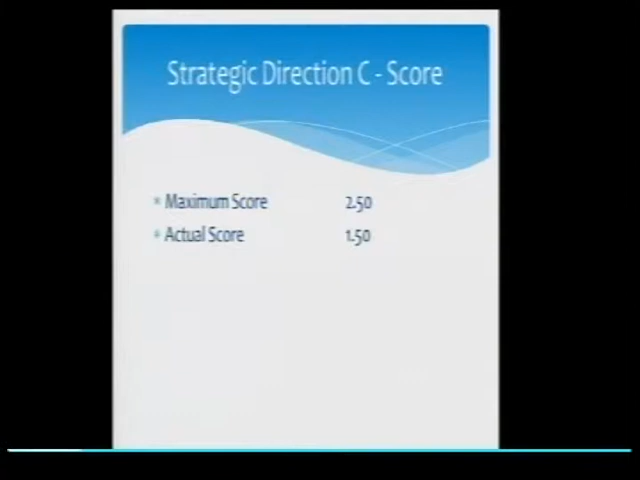 Strategic Direction C - Score
* Maximum Score 2.50
* Actual Score 1.50